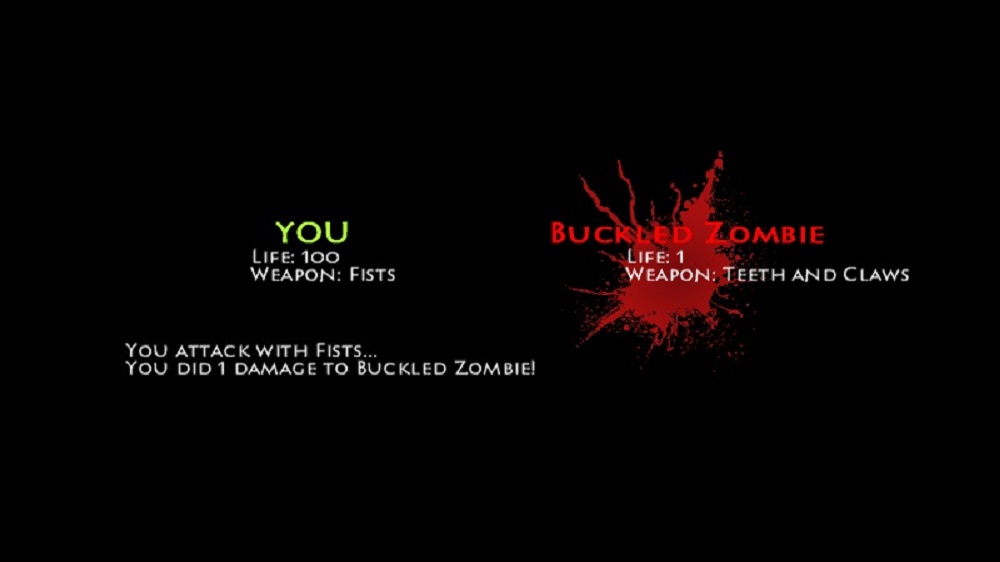 YOU
Life: 100
Weapon: Fists
Buckled Zombie
Life: 1
Weapon: Teeth and Claws
You attack with Fists...
You did 1 damage to Buckled Zombie!